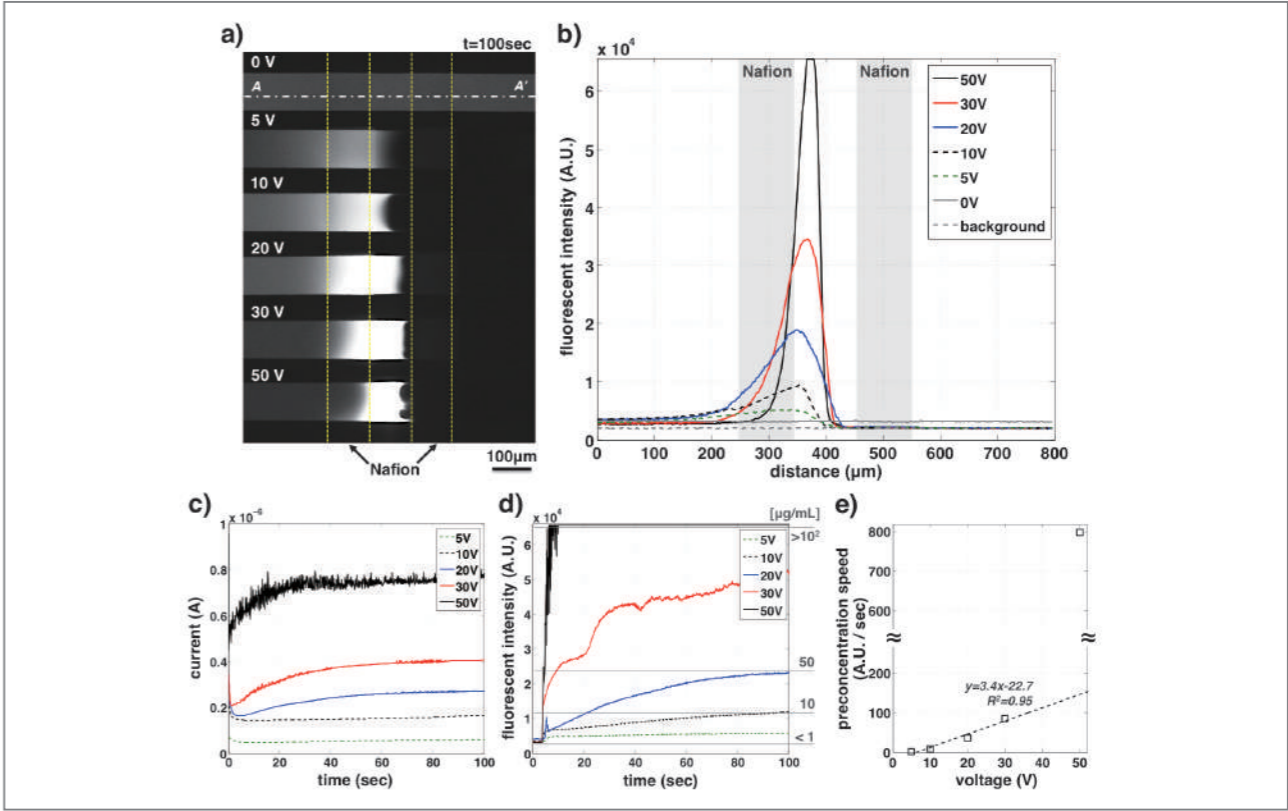 a)
t=100sec
0 V
A A'
5 V
10 V
20 V
30 V
50 V
Nafion
100µm
b)
x 10⁴
Nafion Nafion
50V
30V
20V
10V
5V
0V
background
6
5
4
3
2
1
0
fluorescent intensity (A.U.)
0 100 200 300 400 500 600 700 800
distance (µm)
c)
x 10⁻⁶
1
0.8
0.6
0.4
0.2
0
current (A)
5V
10V
20V
30V
50V
0 20 40 60 80 100
time (sec)
d)
x 10⁴
[µg/mL]
6
5
4
3
2
1
0
fluorescent intensity (A.U.)
5V
10V
20V
30V
50V
>10²
50
10
< 1
0 20 40 60 80 100
time (sec)
e)
800
700
600
200
100
0
preconcentration speed
(A.U. / sec)
≈ ≈
y=3.4x-22.7
R²=0.95
0 10 20 30 40 50
voltage (V)